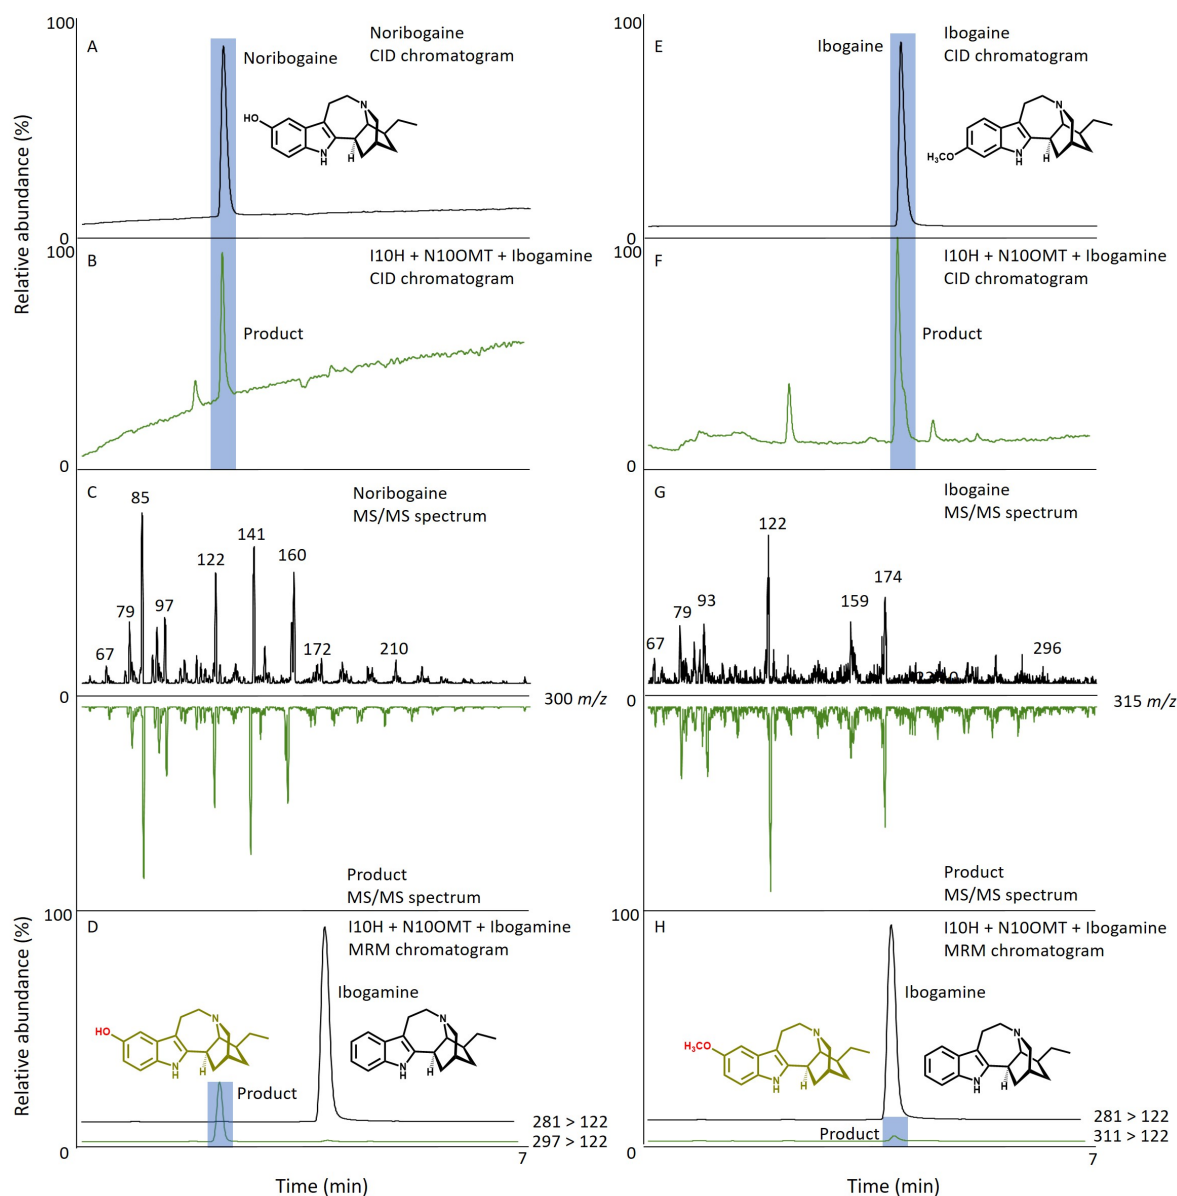 100
A
Noribogaine
CID chromatogram
Noribogaine
HO
N
N
H
H
Relative abundance (%)
0
100
B
I10H + N10OMT + Ibogamine
CID chromatogram
Product
0
C
Noribogaine
MS/MS spectrum
85
141
160
122
79
97
67
172
210
0
300 m/z
Product
MS/MS spectrum
100
D
I10H + N10OMT + Ibogamine
MRM chromatogram
Ibogamine
HO
N
N
H
H
N
N
H
H
Product
281 > 122
297 > 122
Relative abundance (%)
0
7
Time (min)
100
E
Ibogaine
CID chromatogram
Ibogaine
H3CO
N
N
H
H
0
100
F
I10H + N10OMT + Ibogamine
CID chromatogram
Product
0
G
Ibogaine
MS/MS spectrum
122
174
159
93
79
67
296
0
315 m/z
Product
MS/MS spectrum
100
H
I10H + N10OMT + Ibogamine
MRM chromatogram
Ibogamine
H3CO
N
N
H
H
N
N
H
H
Product
281 > 122
311 > 122
0
7
Time (min)